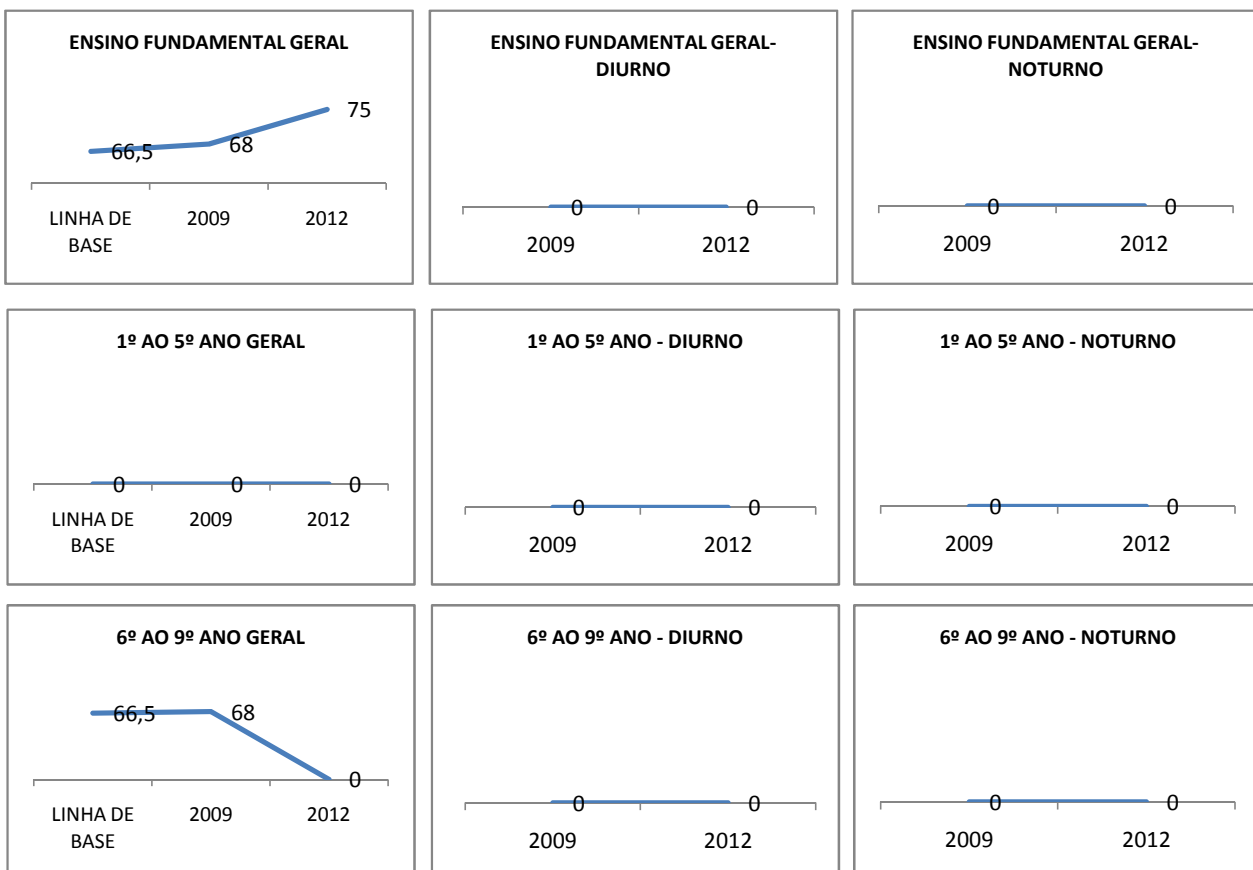 ENSINO FUNDAMENTAL GERAL
75
66,5
68
LINHA DE
BASE
2009
2012
ENSINO FUNDAMENTAL GERAL-
DIURNO
0
0
2009
2012
ENSINO FUNDAMENTAL GERAL-
NOTURNO
0
0
2009
2012
1º AO 5º ANO GERAL
0
0
0
LINHA DE
BASE
2009
2012
1º AO 5º ANO - DIURNO
0
0
2009
2012
1º AO 5º ANO - NOTURNO
0
0
2009
2012
6º AO 9º ANO GERAL
66,5
68
0
LINHA DE
BASE
2009
2012
6º AO 9º ANO - DIURNO
0
0
2009
2012
6º AO 9º ANO - NOTURNO
0
0
2009
2012